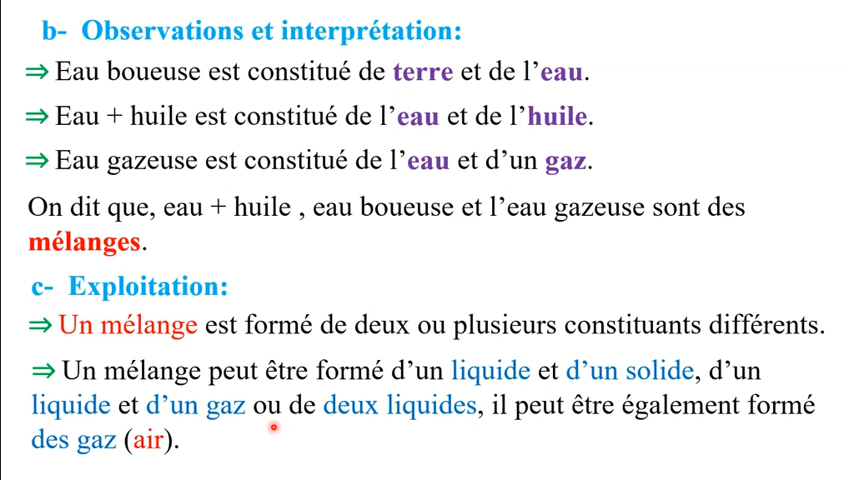 b- Observations et interprétation:
⇒ Eau boueuse est constitué de terre et de l’eau.
⇒ Eau + huile est constitué de l’eau et de l’huile.
⇒ Eau gazeuse est constitué de l’eau et d’un gaz.
On dit que, eau + huile , eau boueuse et l’eau gazeuse sont des
mélanges.
c- Exploitation:
⇒ Un mélange est formé de deux ou plusieurs constituants différents.
⇒ Un mélange peut être formé d’un liquide et d’un solide, d’un
liquide et d’un gaz ou de deux liquides, il peut être également formé
des gaz (air).